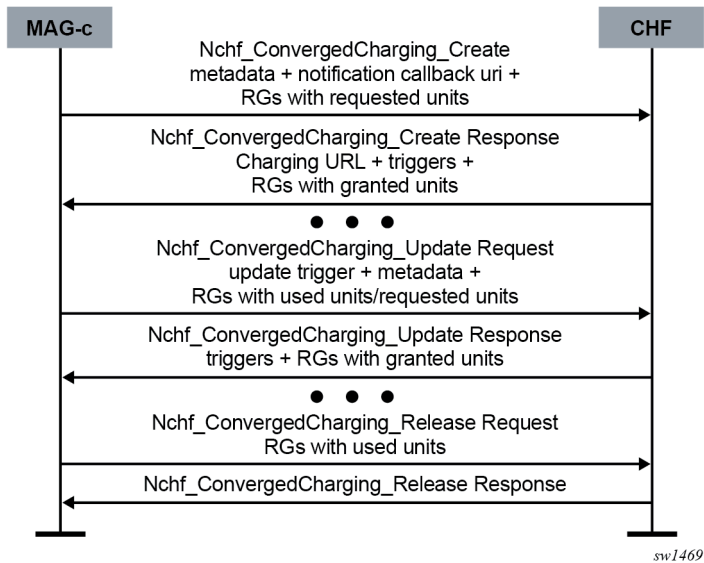 MAG-c
CHF
Nchf_ConvergedCharging_Create
metadata + notification callback uri +
RGs with requested units
Nchf_ConvergedCharging_Create Response
Charging URL + triggers +
RGs with granted units
Nchf_ConvergedCharging_Update Request
update trigger + metadata +
RGs with used units/requested units
Nchf_ConvergedCharging_Update Response
triggers + RGs with granted units
Nchf_ConvergedCharging_Release Request
RGs with used units
Nchf_ConvergedCharging_Release Response
sw1469